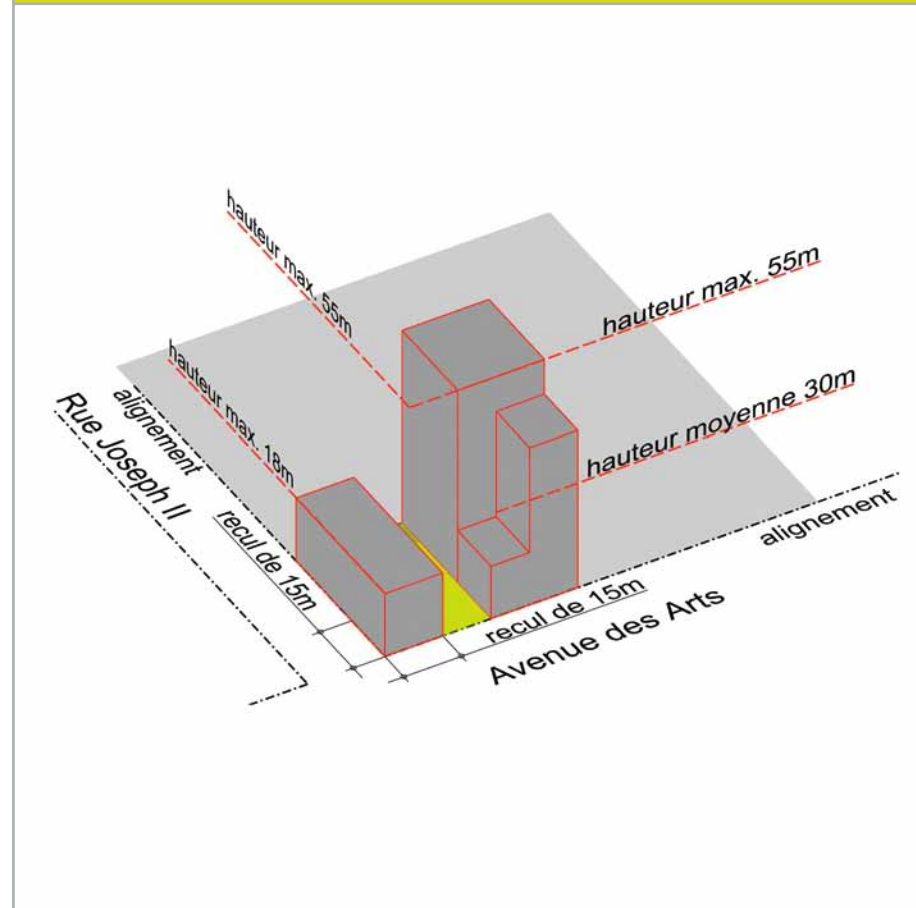 hauteur max. 55m
hauteur max. 55m
hauteur max. 18m
hauteur moyenne 30m
alignement
Rue Joseph II
alignement
recul de 15m
recul de 15m
Avenue des Arts